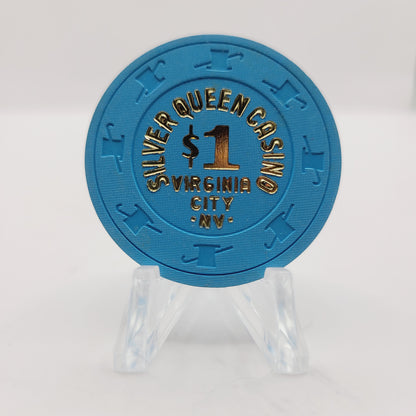 SILVER QUEEN CASINO
$1
VIRGINIA
CITY
-NV-